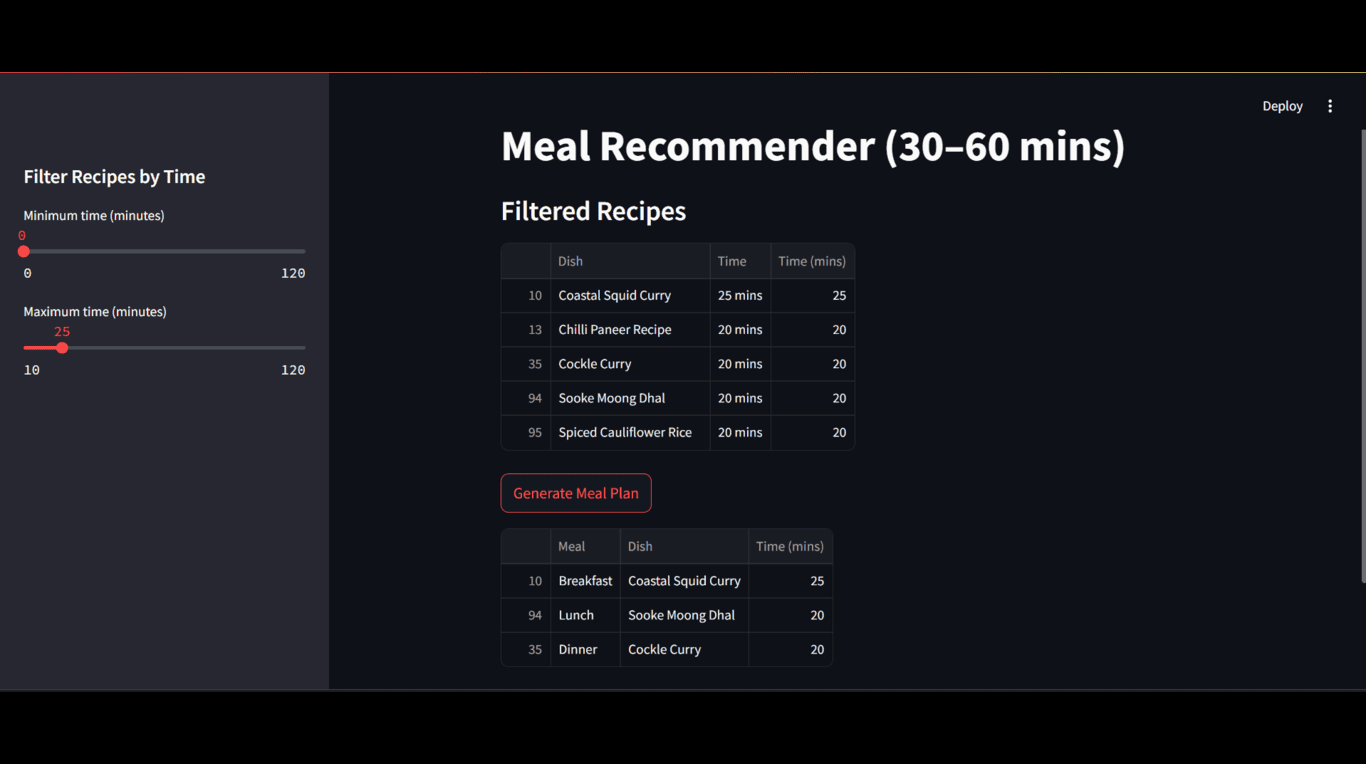 Deploy
Filter Recipes by Time
Minimum time (minutes)
0
0 120
Maximum time (minutes)
25
10 120
Meal Recommender (30–60 mins)
Filtered Recipes
Dish Time Time (mins)
10 Coastal Squid Curry 25 mins 25
13 Chilli Paneer Recipe 20 mins 20
35 Cockle Curry 20 mins 20
94 Sooke Moong Dhal 20 mins 20
95 Spiced Cauliflower Rice 20 mins 20
Generate Meal Plan
Meal Dish Time (mins)
10 Breakfast Coastal Squid Curry 25
94 Lunch Sooke Moong Dhal 20
35 Dinner Cockle Curry 20